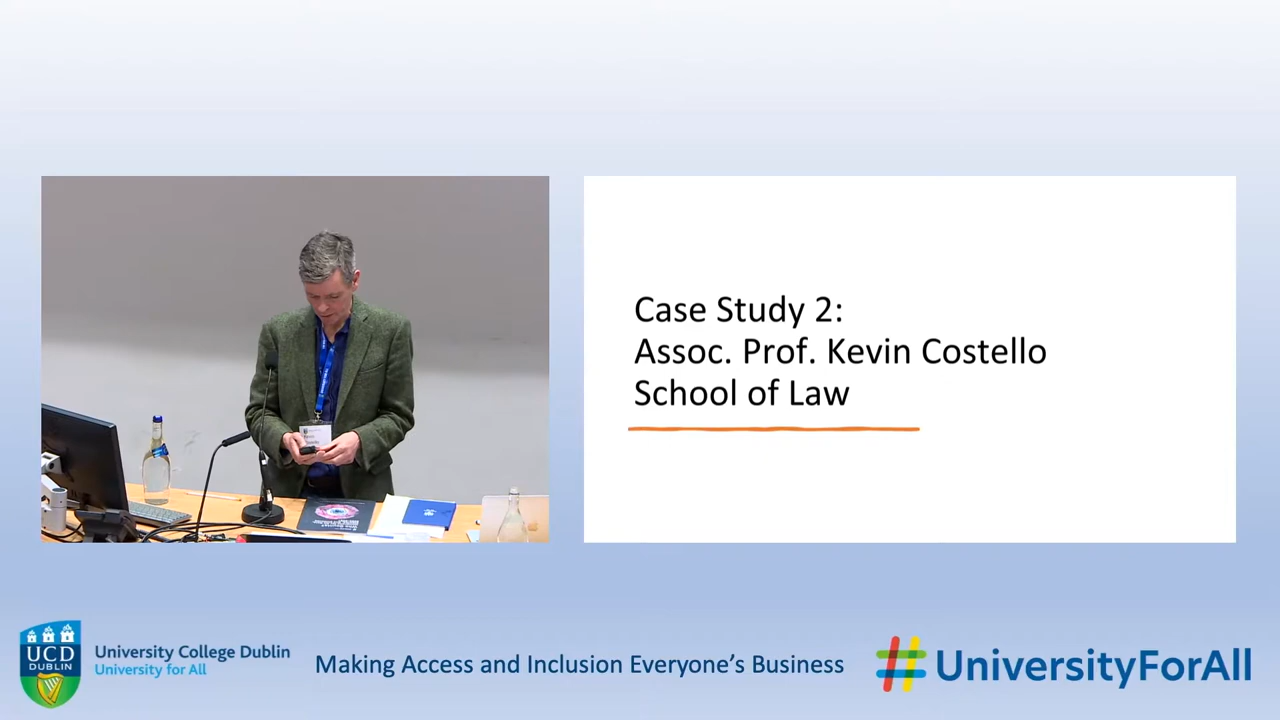 Case Study 2:
Assoc. Prof. Kevin Costello
School of Law
UCD
DUBLIN
University College Dublin
University for All
Making Access and Inclusion Everyone's Business
#UniversityForAll